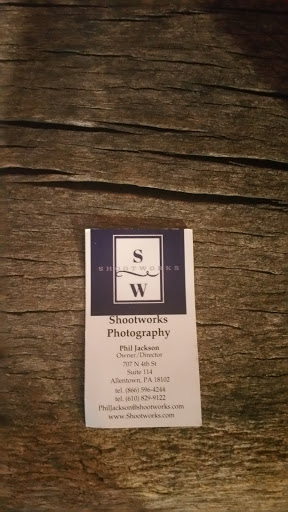 S
SHOOTWORKS
W
Shootworks
Photography
Phil Jackson
Owner/Director
707 N 4th St
Suite 114
Allentown, PA 18102
tel. (866) 596-4244
tel. (610) 829-9122
PhilJackson@shootworks.com
www.Shootworks.com